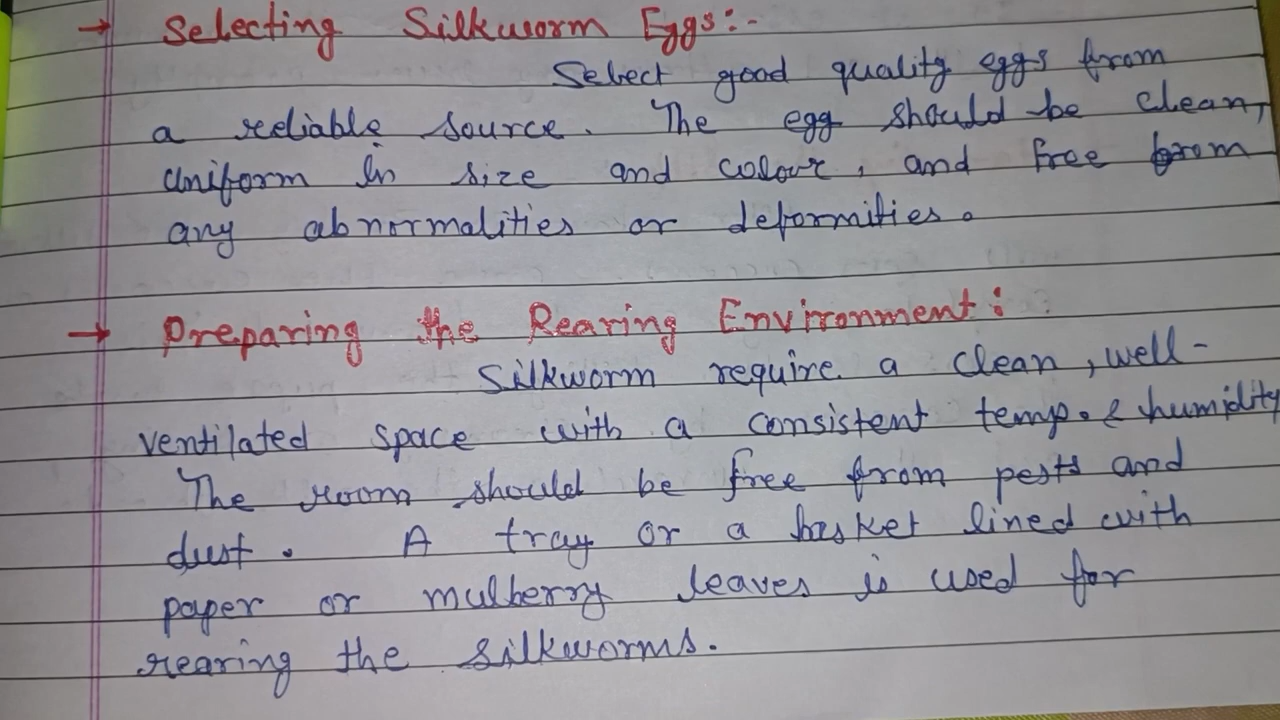 → Selecting Silkworm Eggs:-
Select good quality eggs from
a reliable source. The egg should be clean,
Uniform in size and colour, and free from
any abnormalities or deformities.
→ Preparing the Rearing Environment:
Silkworm require a clean, well-
ventilated space with a consistent temp. & humidity
The room should be free from pests and
dust. A tray or a basket lined with
paper or mulberry leaves is used for
rearing the silkworms.